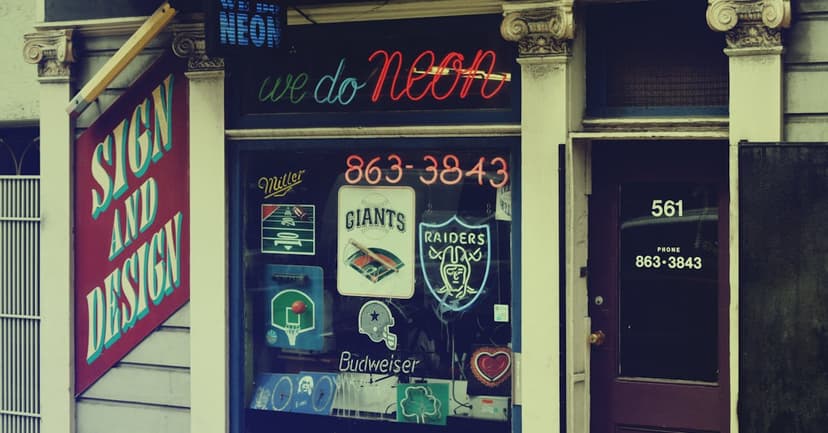 WE DO
NEON
we do neon
SIGN
AND
DESIGN
863-3843
Miller
GIANTS
RAIDERS
Budweiser
561
PHONE
863•3843